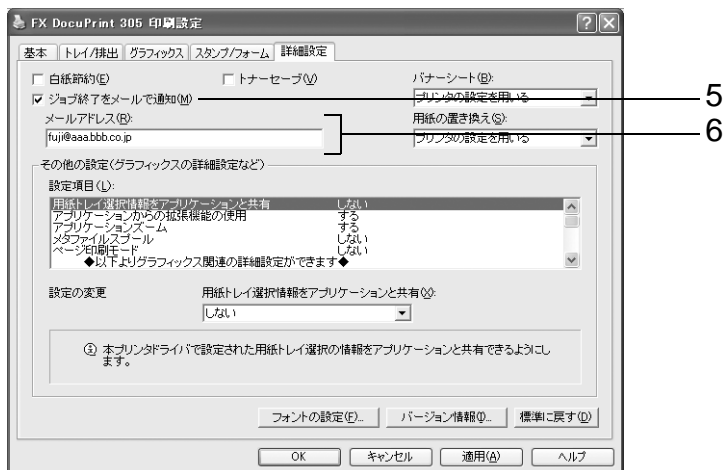 FX DocuPrint 305 印刷設定
基本 トレイ/排出 グラフィックス スタンプ/フォーム 詳細設定
白紙節約(E) トナーセーブ(V) バナーシート(B):
ジョブ終了をメールで通知(M) プリンタの設定を用いる 5
メールアドレス(R): 用紙の置き換え(S): 6
fuji@aaa.bbb.co.jp プリンタの設定を用いる
その他の設定(グラフィックスの詳細設定など)
設定項目(L):
用紙トレイ選択情報をアプリケーションと共有 しない
アプリケーションからの拡張機能の使用 する
アプリケーションズーム する
メタファイルスプール しない
ページ印刷モード しない
◆以下よりグラフィックス関連の詳細設定ができます◆
設定の変更 用紙トレイ選択情報をアプリケーションと共有(X):
しない
本プリンタドライバで設定された用紙トレイ選択の情報をアプリケーションと共有できるようにし
ます。
フォントの設定(F)... バージョン情報(I)... 標準に戻す(D)
OK キャンセル 適用(A) ヘルプ